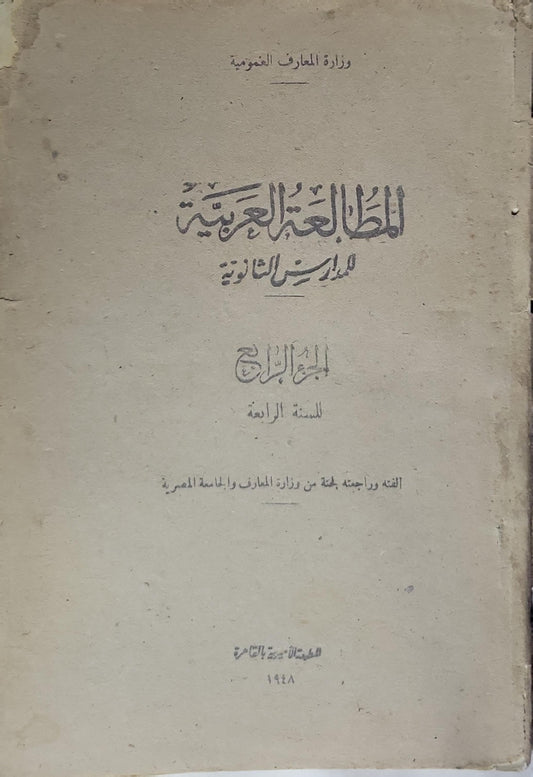 وزارة المعارف العمومية
المطالعة العربية
للمدارس الثانوية
الجزء الرابع
للسنة الرابعة
ألفته وراجعته لجنة من وزارة المعارف والجامعة المصرية
المطبعة الأميرية بالقاهرة
١٩٤٨